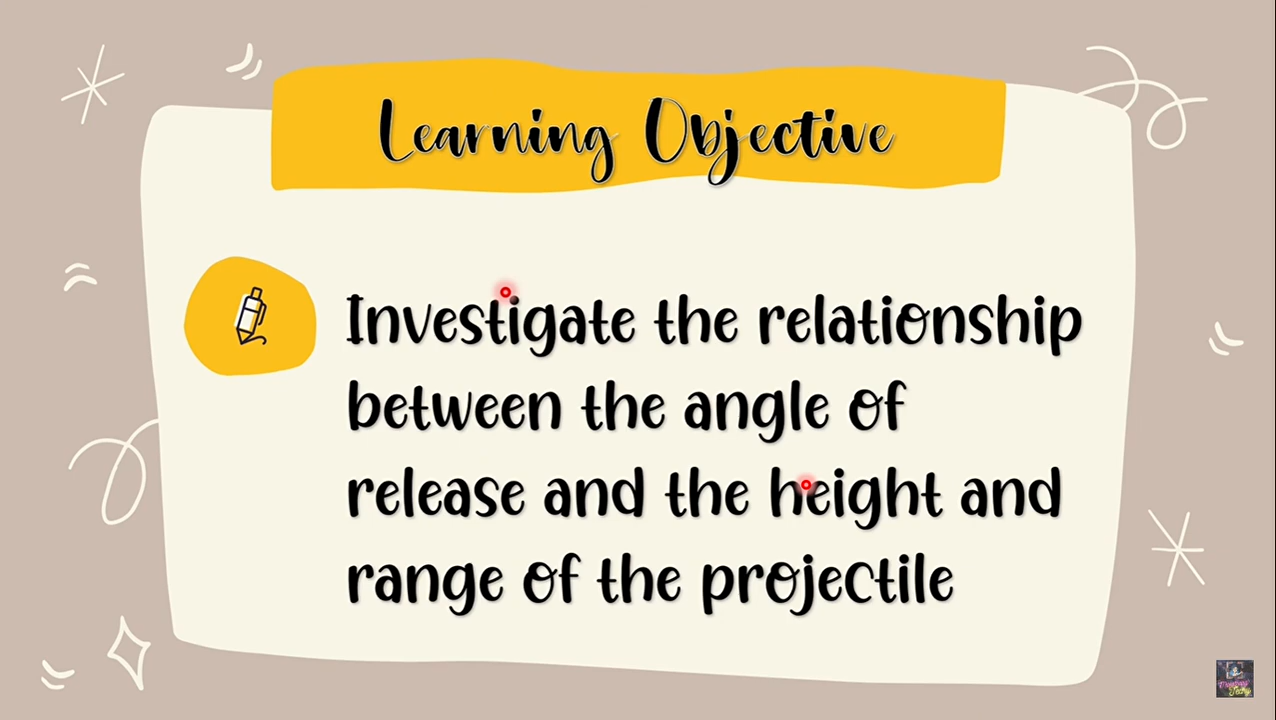 Learning Objective
Investigate the relationship
between the angle of
release and the height and
range of the projectile